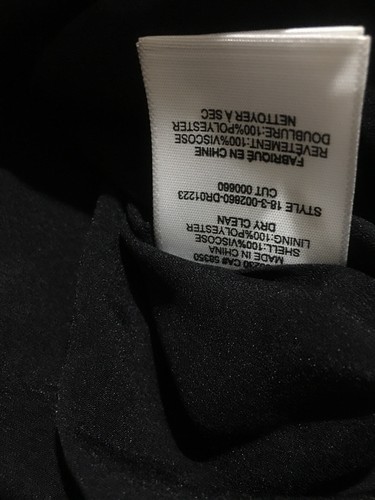 00230 CA# 58350
MADE IN CHINA
SHELL:100%VISCOSE
LINING:100%POLYESTER
DRY CLEAN
STYLE 18-3-002860-DR01223
CUT 000660
FABRIQUÉ EN CHINE
REVÊTEMENT:100%VISCOSE
DOUBLURE:100%POLYESTER
NETTOYER À SEC